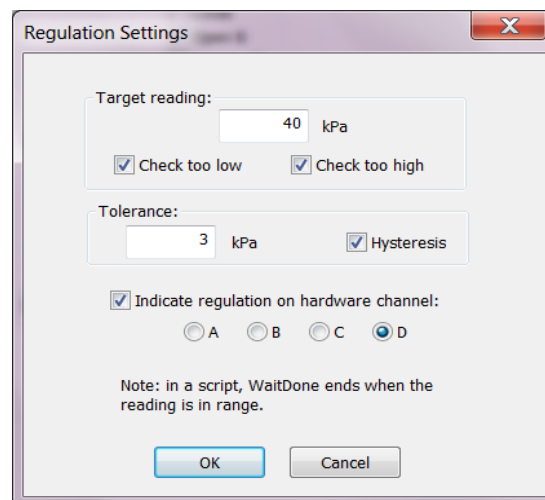 Regulation Settings
Target reading:
40 kPa
Check too low Check too high
Tolerance:
3 kPa Hysteresis
Indicate regulation on hardware channel:
A B C D
Note: in a script, WaitDone ends when the
reading is in range.
OK Cancel